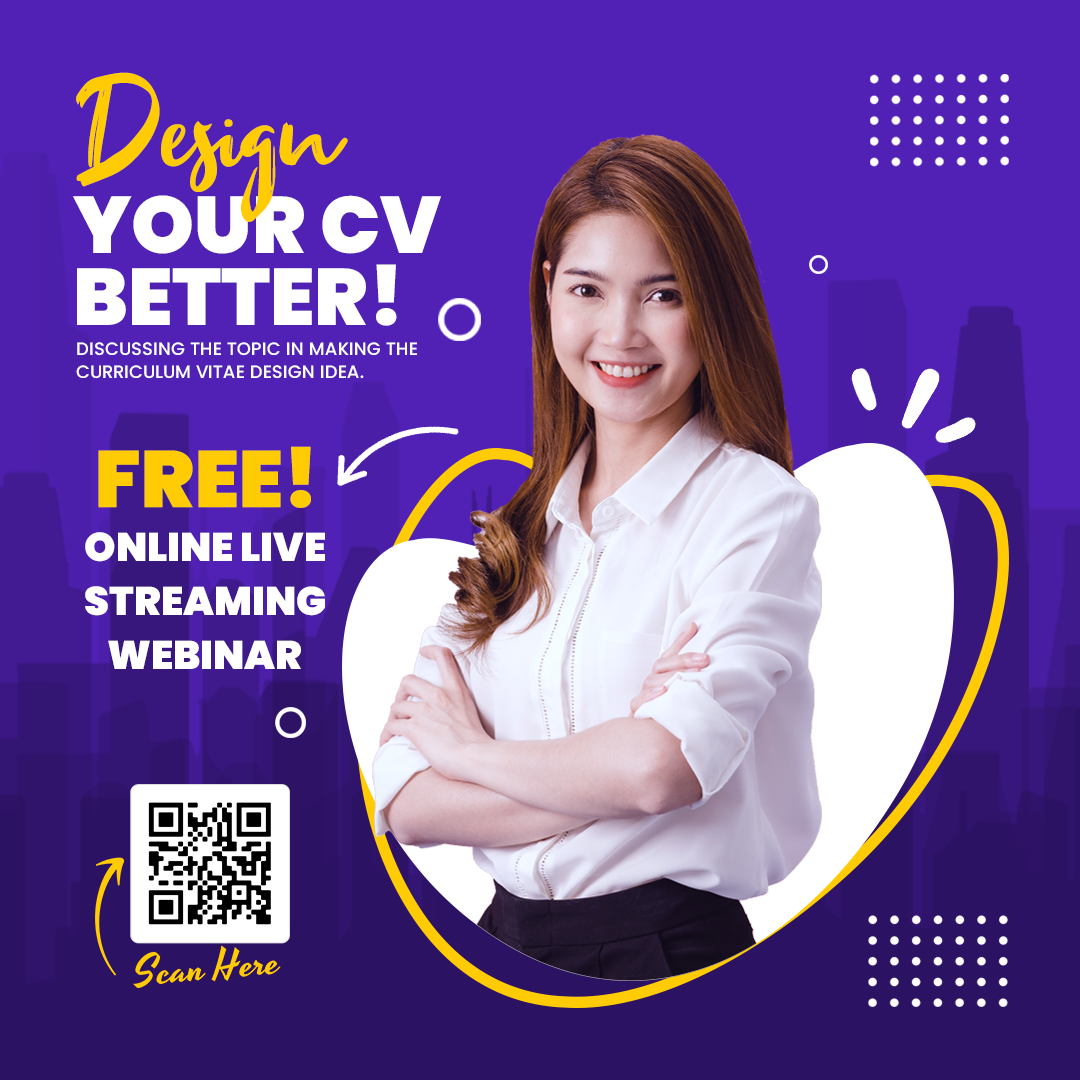 Design
YOUR CV
BETTER!
DISCUSSING THE TOPIC IN MAKING THE
CURRICULUM VITAE DESIGN IDEA.
FREE!
ONLINE LIVE
STREAMING
WEBINAR
Scan Here